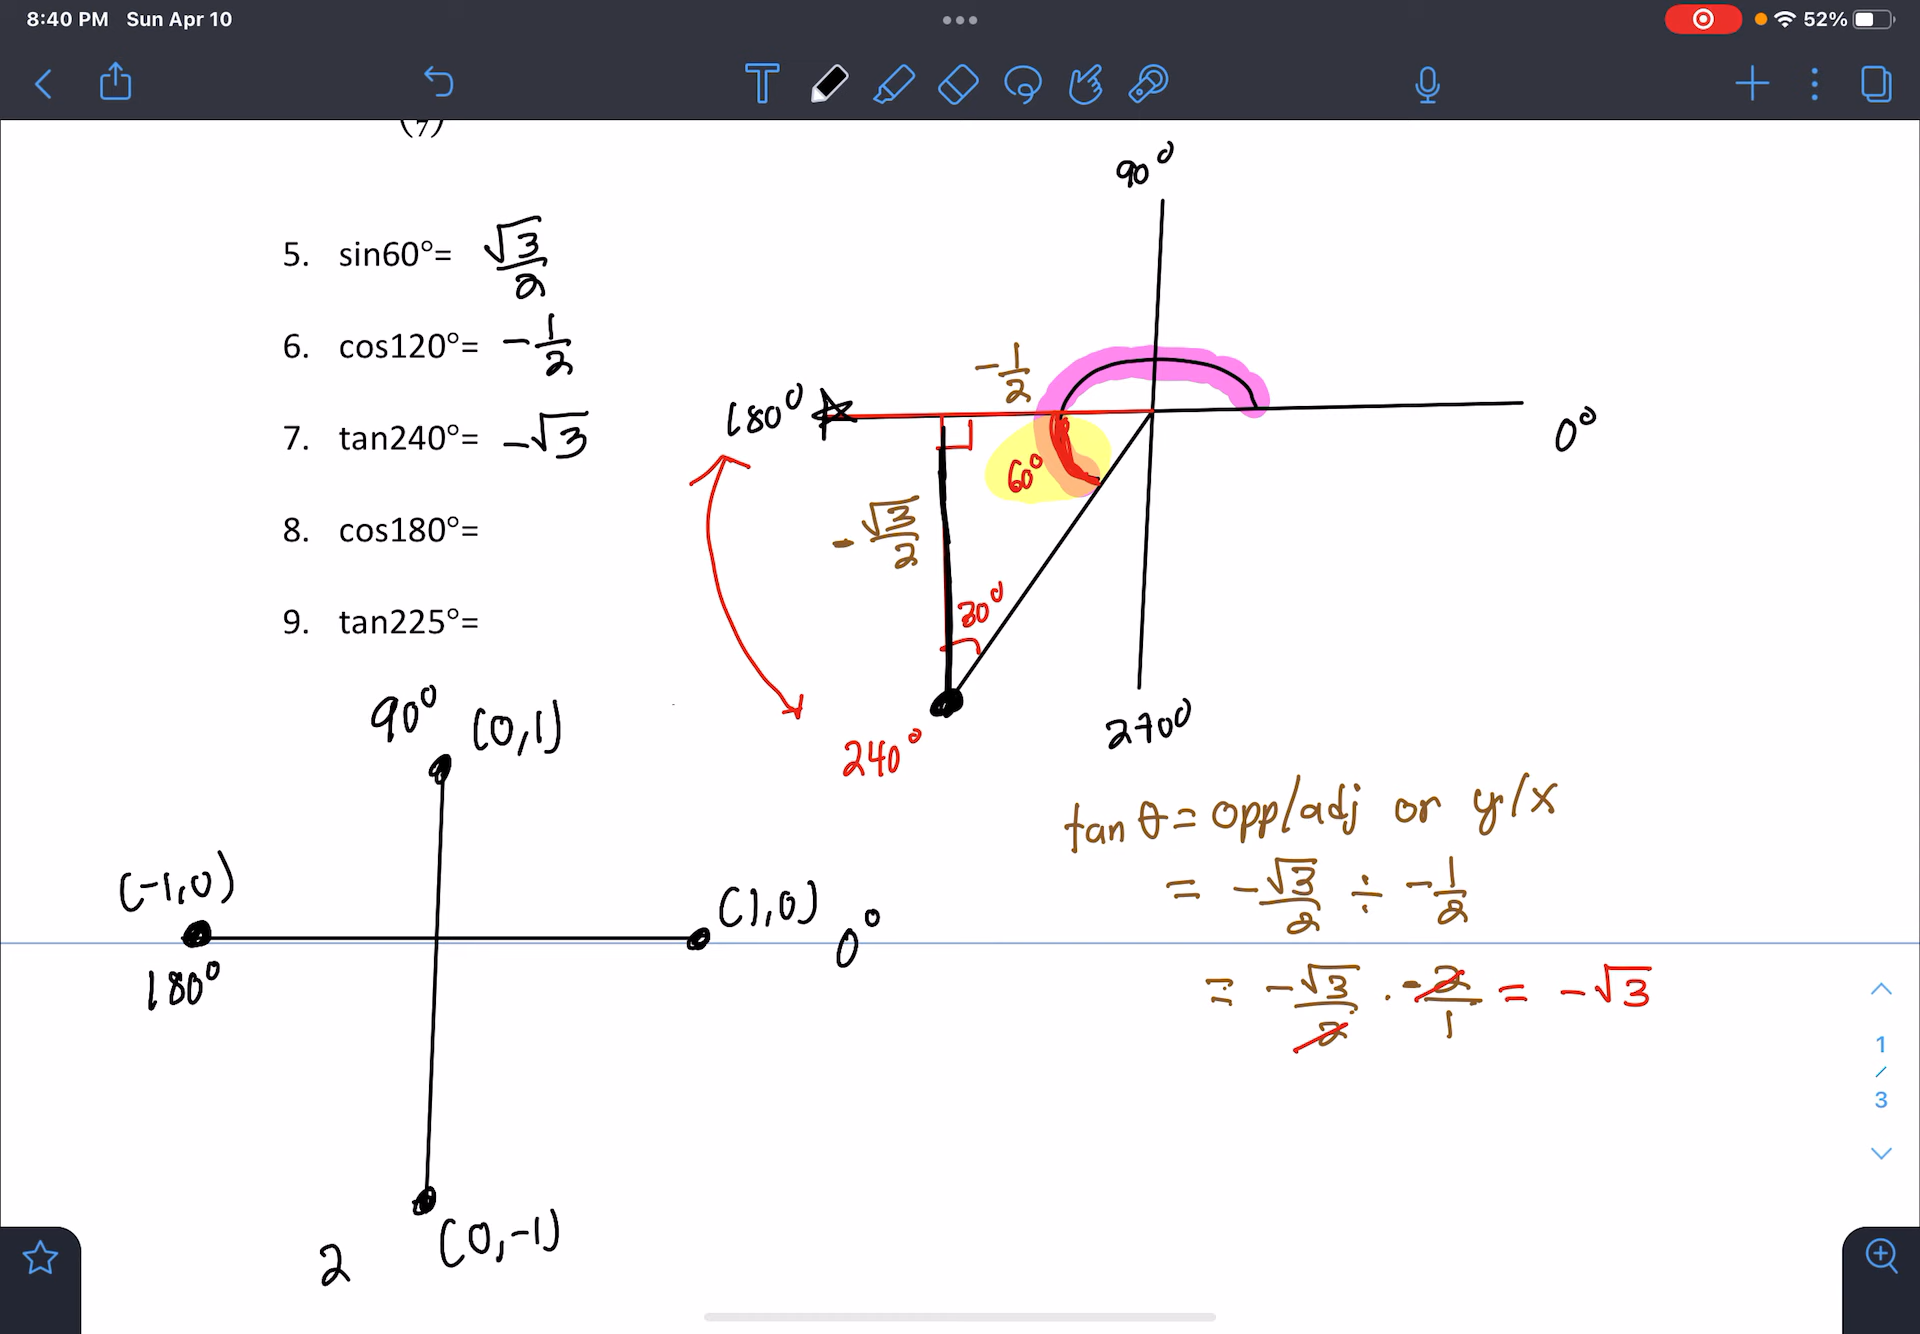 8:40 PM Sun Apr 10
52%
(7)
5. sin60°= √3/2
6. cos120°= -1/2
7. tan240°= -√3
8. cos180°=
9. tan225°=
90°
180°
0°
270°
-1/2
60°
-√3/2
30°
240°
90° (0,1)
(-1,0)
180°
(1,0)
0°
(0,-1)
2
tan θ = opp/adj or y/x
= -√3/2 ÷ -1/2
= -√3/2 · -2/1 = -√3
1
/
3